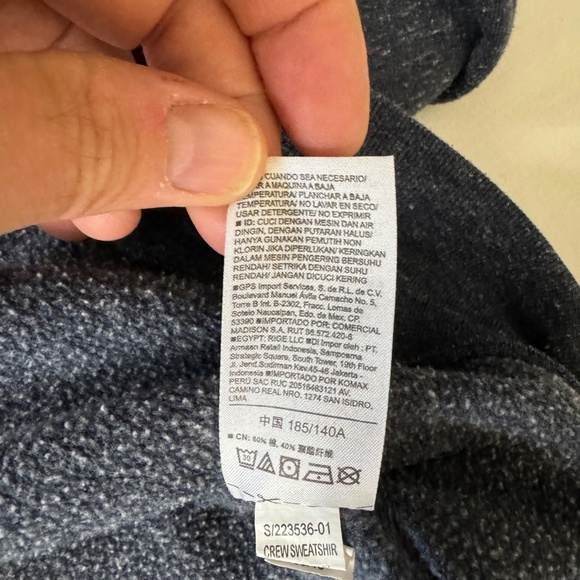 CUANDO SEA NECESARIO/
A MAQUINA A BAJA
TEMPERATURA/ PLANCHAR A BAJA
TEMPERATURA/ NO LAVAR EN SECO/
USAR DETERGENTE/ NO EXPRIMIR
■ ID: CUCI DENGAN MESIN DAN AIR
DINGIN, DENGAN PUTARAN HALUS/
HANYA GUNAKAN PEMUTIH NON
KLORIN JIKA DIPERLUKAN/ KERINGKAN
DALAM MESIN PENGERING BERSUHU
RENDAH/ SETRIKA DENGAN SUHU
RENDAH/ JANGAN DICUCI KERING
■GPS Import Services, S. de R.L. de C.V.
Boulevard Manuel Ávila Camacho No. 5,
Torre B Int. B-2302, Fracc. Lomas de
Sotelo Naucalpan, Edo. de Mex. CP.
53390 ■IMPORTADO POR: COMERCIAL
MADISON S.A. RUT 96.572.420-6
■EGYPT: RIGE LLC ■DI Impor oleh : PT.
Armaan Retail Indonesia, Sampoerna
Strategic Square, South Tower, 19th Floor
Jl. Jend.Sudirman Kav.45-46 Jakarta -
Indonesia ■IMPORTADO POR KOMAX
PERÚ SAC RUC 20516463121 AV.
CAMINO REAL NRO. 1274 SAN ISIDRO,
LIMA
中国 185/140A
■ CN: 60% 棉, 40% 聚酯纤维
30
S/223536-01
CREWSWEATSHIR